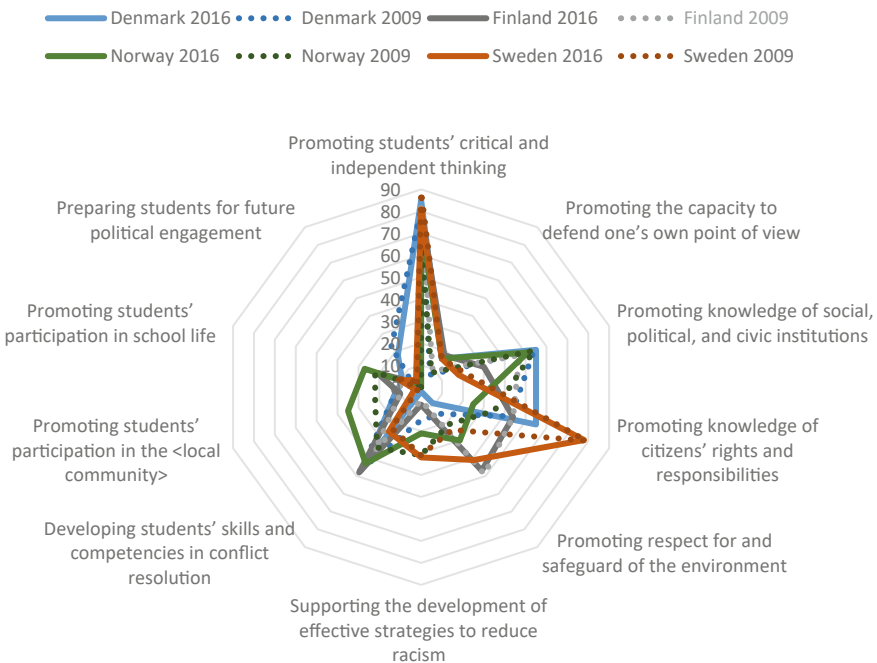 Denmark 2016
Denmark 2009
Finland 2016
Finland 2009
Norway 2016
Norway 2009
Sweden 2016
Sweden 2009
Promoting students’ critical and
independent thinking
Preparing students for future
political engagement
Promoting the capacity to
defend one’s own point of view
90
80
70
60
50
40
30
20
10
0
Promoting students’
participation in school life
Promoting knowledge of social,
political, and civic institutions
Promoting students’
participation in the <local
community>
Promoting knowledge of
citizens’ rights and
responsibilities
Developing students’ skills and
competencies in conflict
resolution
Promoting respect for and
safeguard of the environment
Supporting the development of
effective strategies to reduce
racism